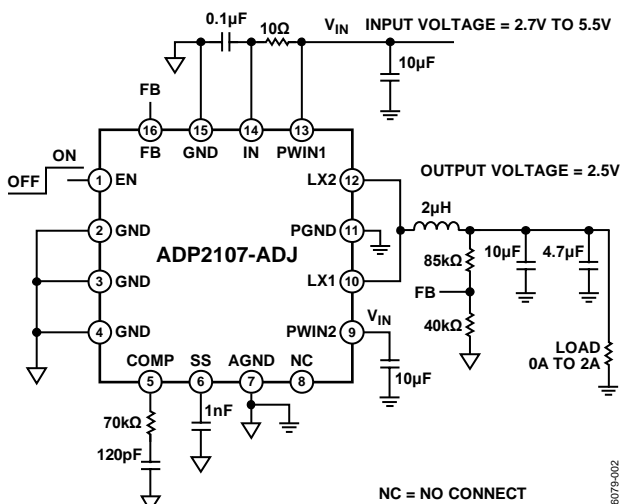 0.1µF
10Ω
VIN
INPUT VOLTAGE = 2.7V TO 5.5V
10µF
FB
16
15
14
13
FB
GND
IN
PWIN1
ON
OFF
1
EN
LX2
12
OUTPUT VOLTAGE = 2.5V
2µH
2
GND
PGND
11
ADP2107-ADJ
85kΩ
10µF
4.7µF
3
GND
LX1
10
FB
VIN
4
GND
PWIN2
9
40kΩ
LOAD
0A TO 2A
COMP
SS
AGND
NC
5
6
7
8
10µF
1nF
70kΩ
120pF
NC = NO CONNECT
6079-002